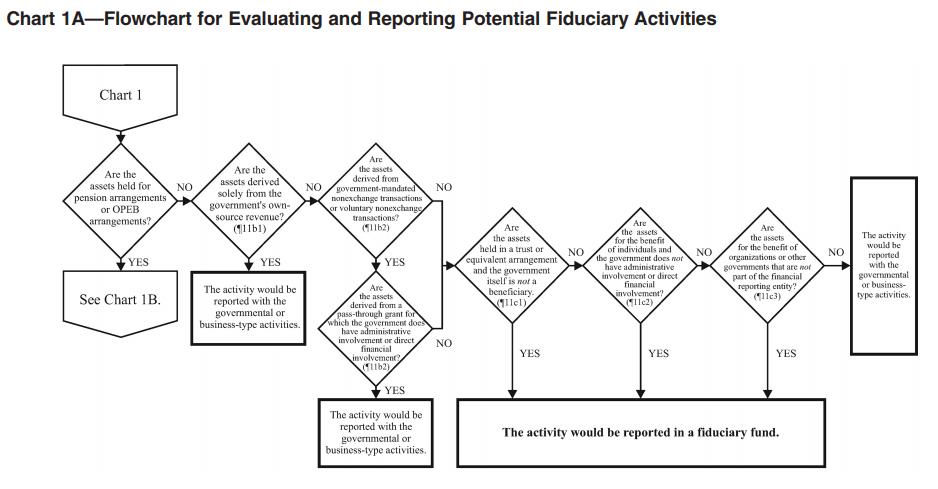 Chart 1A—Flowchart for Evaluating and Reporting Potential Fiduciary Activities
Chart 1
Are the
assets held for
pension arrangements
or OPEB
arrangements?
NO
YES
See Chart 1B.
Are the
assets derived
solely from the
government's own-
source revenue?
(¶11b1)
NO
YES
The activity would be
reported with the
governmental or
business-type activities.
Are
the assets
derived from
government-mandated
nonexchange transactions
or voluntary nonexchange
transactions?
(¶11b2)
NO
YES
Are
the assets
derived from a
pass-through grant for
which the government does
have administrative
involvement or direct
financial
involvement?
(¶11b2)
NO
YES
The activity would be
reported with the
governmental or
business-type activities.
Are
the assets
held in a trust or
equivalent arrangement
and the government
itself is not a
beneficiary.
(¶11c1)
NO
YES
Are
the assets
for the benefit
of individuals and
the government does not
have administrative
involvement or direct
financial
involvement?
(¶11c2)
NO
YES
Are
the assets
for the benefit of
organizations or other
governments that are not
part of the financial
reporting entity?
(¶11c3)
NO
YES
The activity
would be
reported
with the
governmental
or business-
type activities.
The activity would be reported in a fiduciary fund.